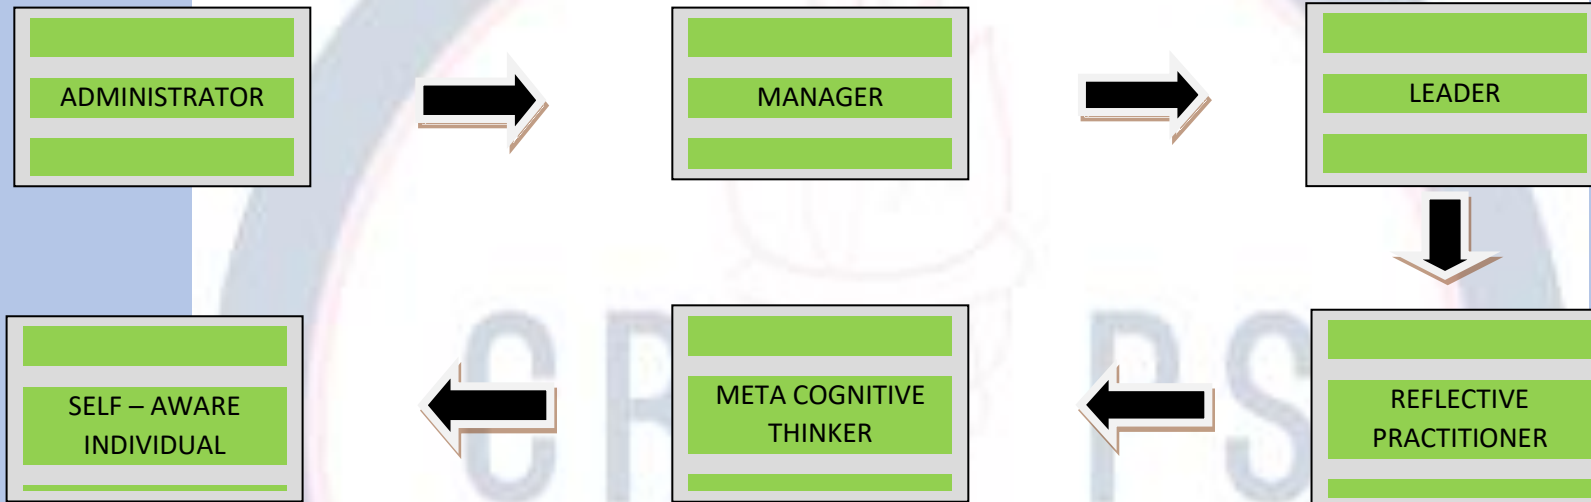 ADMINISTRATOR
MANAGER
LEADER
REFLECTIVE
PRACTITIONER
META COGNITIVE
THINKER
SELF – AWARE
INDIVIDUAL